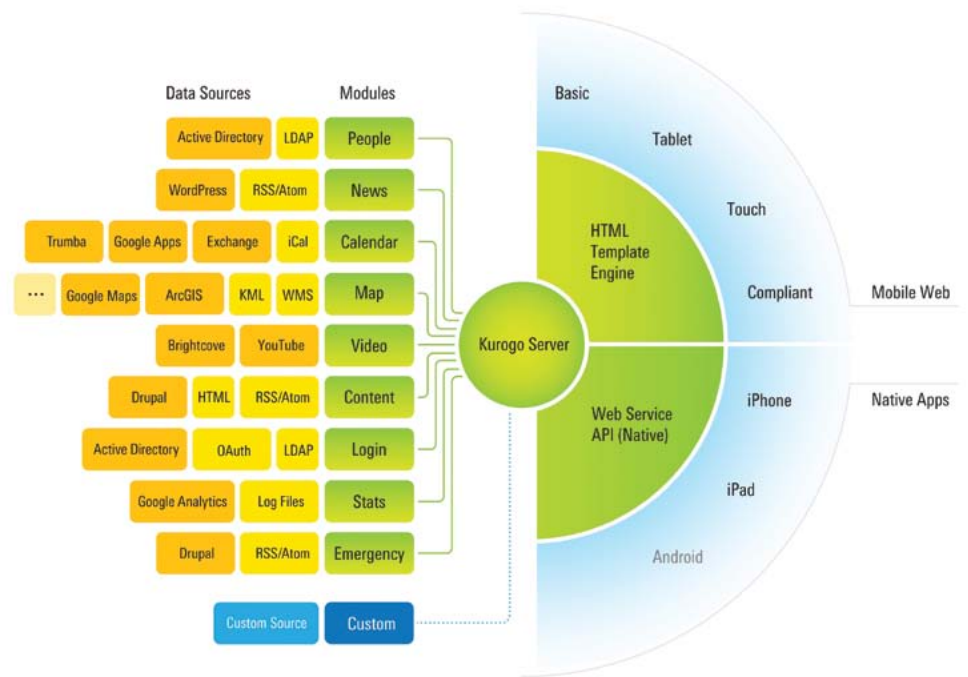 Data Sources
Modules
Active Directory
LDAP
People
WordPress
RSS/Atom
News
Trumba
Google Apps
Exchange
iCal
Calendar
...
Google Maps
ArcGIS
KML
WMS
Map
Brightcove
YouTube
Video
Drupal
HTML
RSS/Atom
Content
Active Directory
OAuth
LDAP
Login
Google Analytics
Log Files
Stats
Drupal
RSS/Atom
Emergency
Custom Source
Custom
Kurogo Server
HTML
Template
Engine
Web Service
API (Native)
Basic
Tablet
Touch
Compliant
Mobile Web
iPhone
Native Apps
iPad
Android